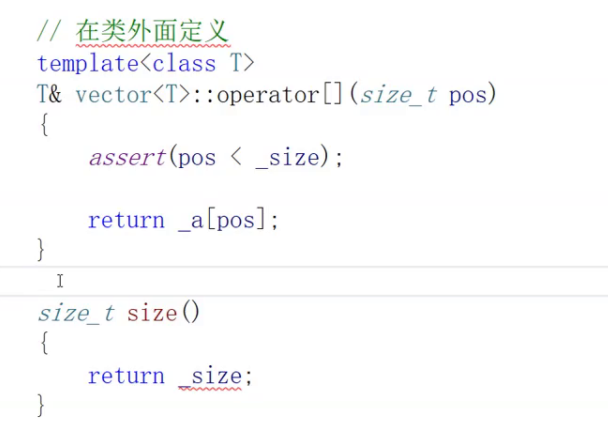 // 在类外面定义
template<class T>
T& vector<T>::operator[](size_t pos)
{
assert(pos < _size);
return _a[pos];
}
size_t size()
{
return _size;
}